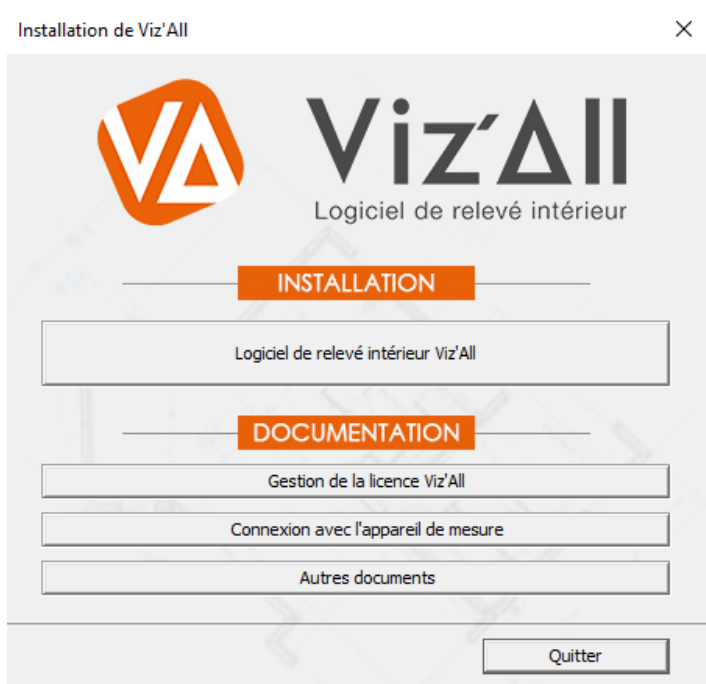 Installation de Viz'All
VA
Viz'All
Logiciel de relevé intérieur
INSTALLATION
Logiciel de relevé intérieur Viz'All
DOCUMENTATION
Gestion de la licence Viz'All
Connexion avec l'appareil de mesure
Autres documents
Quitter